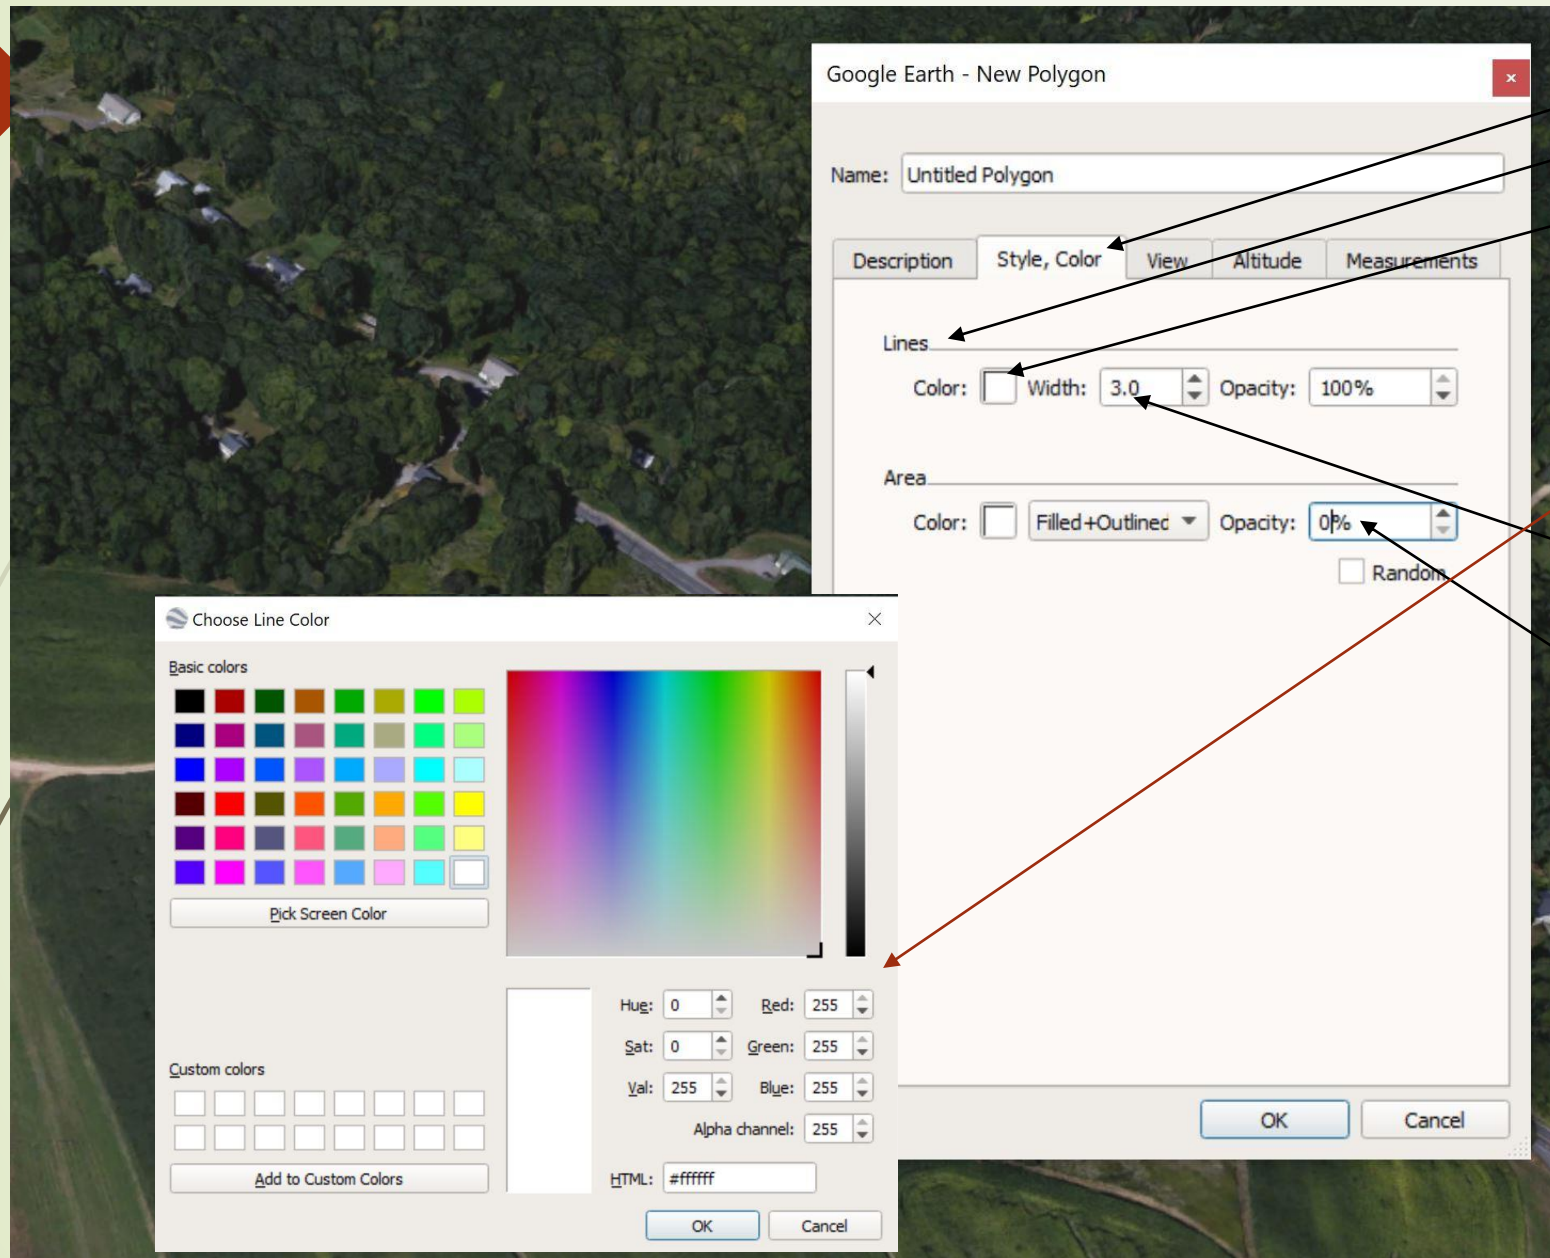 Google Earth - New Polygon
Name: Untitled Polygon
Description Style, Color View Altitude Measurements
Lines
Color: Width: 3.0 Opacity: 100%
Area
Color: Filled+Outlined Opacity: 0%
Random
Choose Line Color
Basic colors
Pick Screen Color
Hue: 0 Red: 255
Sat: 0 Green: 255
Custom colors
Val: 255 Blue: 255
Alpha channel: 255
Add to Custom Colors
HTML: #ffffff
OK Cancel
OK Cancel